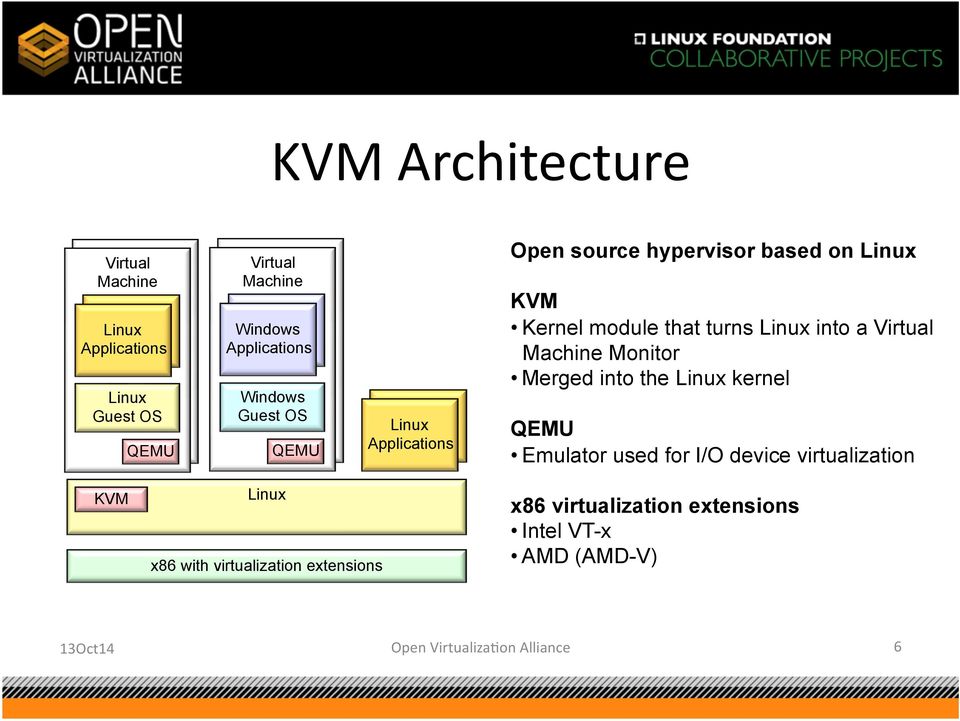 OPEN
VIRTUALIZATION
ALLIANCE
LINUX FOUNDATION
COLLABORATIVE PROJECTS
KVM Architecture
Virtual
Machine
Linux
Applications
Linux
Guest OS
QEMU
Virtual
Machine
Windows
Applications
Windows
Guest OS
QEMU
Linux
Applications
KVM
Linux
x86 with virtualization extensions
Open source hypervisor based on Linux
KVM
• Kernel module that turns Linux into a Virtual
Machine Monitor
• Merged into the Linux kernel
QEMU
• Emulator used for I/O device virtualization
x86 virtualization extensions
• Intel VT-x
• AMD (AMD-V)
13Oct14
Open Virtualization Alliance
6